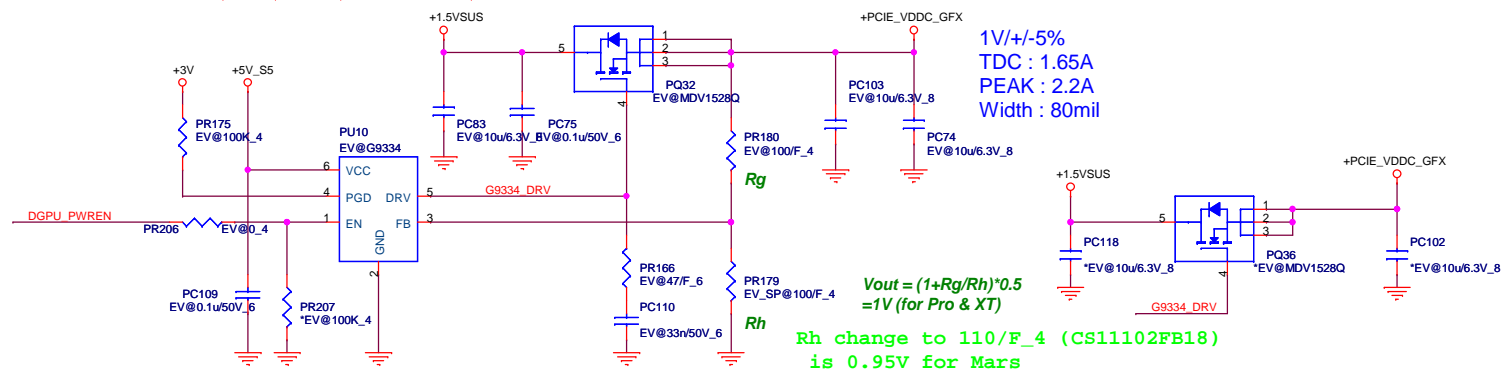 +1.5VSUS
+PCIE_VDDC_GFX
1V/+/-5%
TDC : 1.65A
PEAK : 2.2A
Width : 80mil
5
1
2
3
4
PQ32
EV@MDV1528Q
+3V
+5V_S5
PC83
EV@10u/6.3V_8
PC75
EV@0.1u/50V_6
PC103
EV@10u/6.3V_8
PC74
EV@10u/6.3V_8
PR175
EV@100K_4
PU10
EV@G9334
PR180
EV@100/F_4
Rg
6 VCC
4 PGD
DRV 5
G9334_DRV
1 EN
FB 3
GND
2
DGPU_PWREN
PR206
EV@0_4
PC109
EV@0.1u/50V_6
PR207
*EV@100K_4
PR166
EV@47/F_6
PC110
EV@33n/50V_6
PR179
EV_SP@100/F_4
Rh
Vout = (1+Rg/Rh)*0.5
=1V (for Pro & XT)
Rh change to 110/F_4 (CS11102FB18)
is 0.95V for Mars
+1.5VSUS
+PCIE_VDDC_GFX
5
1
2
3
4
PC118
*EV@10u/6.3V_8
PQ36
*EV@MDV1528Q
PC102
*EV@10u/6.3V_8
G9334_DRV